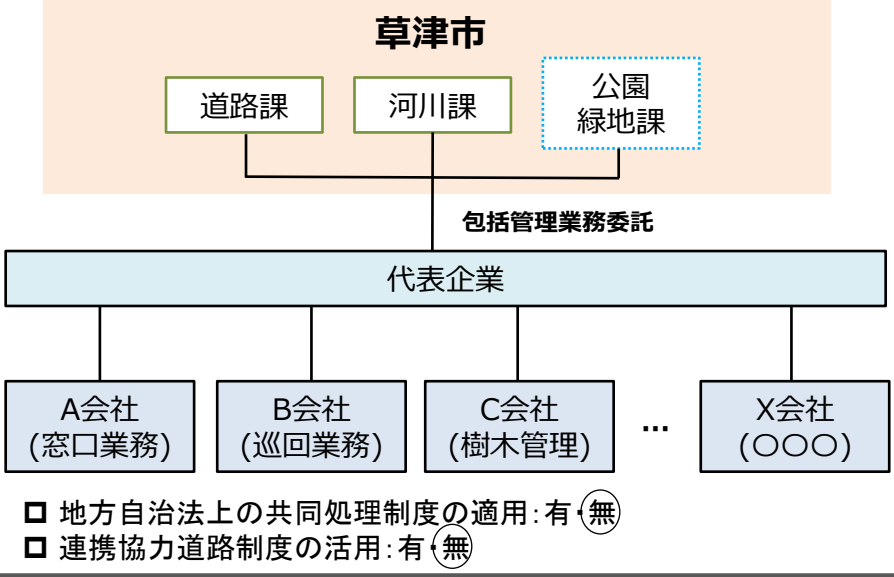 草津市
道路課
河川課
公園
緑地課
包括管理業務委託
代表企業
A会社
(窓口業務)
B会社
(巡回業務)
C会社
(樹木管理)
…
X会社
(〇〇〇)
地方自治法上の共同処理制度の適用:有・無
連携協力道路制度の活用:有・無